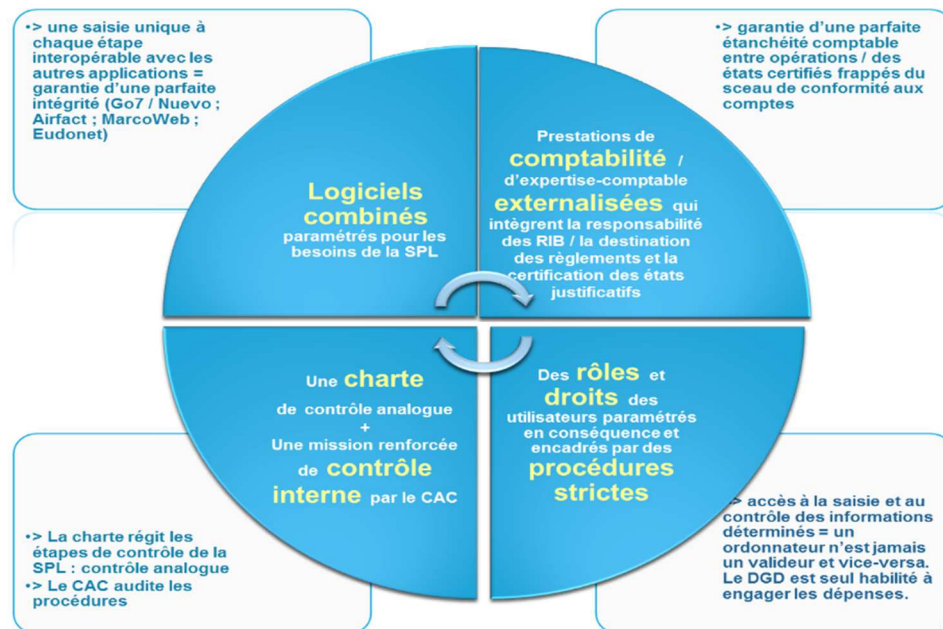 •> une saisie unique à
chaque étape
interopérable avec les
autres applications =
garantie d'une parfaite
intégrité (Go7 / Nuevo ;
Airfact ; MarcoWeb ;
Eudonet)
•> garantie d'une parfaite
étanchéité comptable
entre opérations / des
états certifiés frappés du
sceau de conformité aux
comptes
Logiciels
combinés
paramétrés pour les
besoins de la SPL
Prestations de
comptabilité /
d'expertise-comptable
externalisées qui
intègrent la responsabilité
des RIB / la destination
des règlements et la
certification des états
justificatifs
Une charte
de contrôle analogue
+
Une mission renforcée
de contrôle
interne par le CAC
Des rôles et
droits des
utilisateurs paramétrés
en conséquence et
encadrés par des
procédures
strictes
•> La charte régit les
étapes de contrôle de la
SPL : contrôle analogue
•> Le CAC audite les
procédures
•> accès à la saisie et au
contrôle des informations
déterminés = un
ordonnateur n'est jamais
un valideur et vice-versa.
Le DGD est seul habilité à
engager les dépenses.